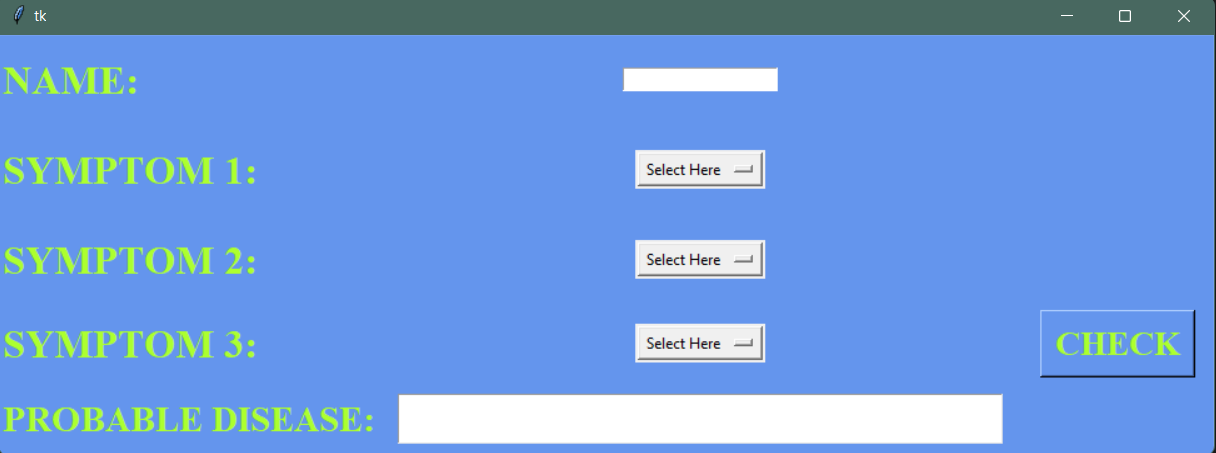 tk
NAME:
SYMPTOM 1: Select Here
SYMPTOM 2: Select Here
SYMPTOM 3: Select Here
CHECK
PROBABLE DISEASE: